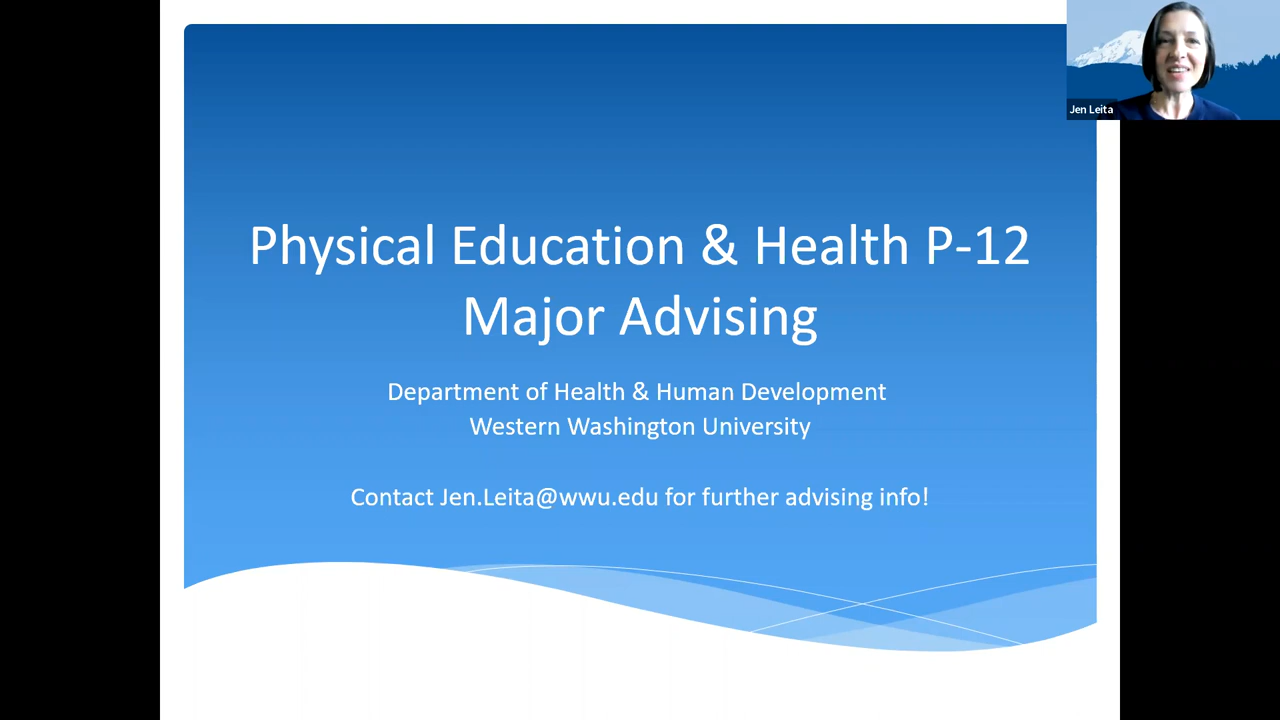 Jen Leita
Physical Education & Health P-12
Major Advising
Department of Health & Human Development
Western Washington University
Contact Jen.Leita@wwu.edu for further advising info!